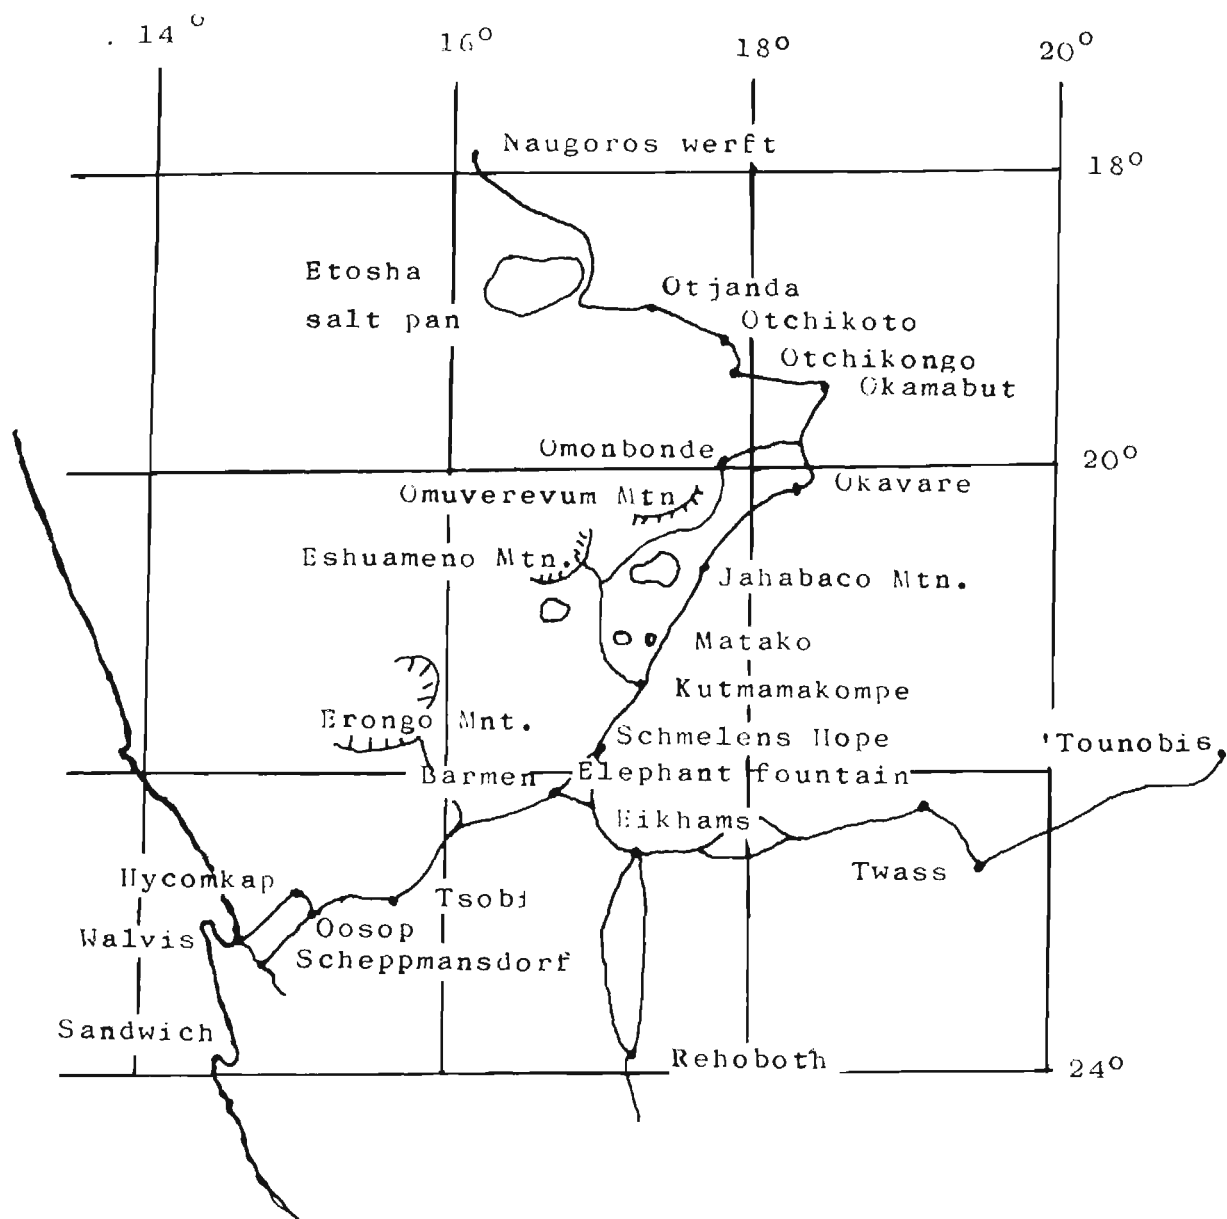 14°
16°
18°
20°
Naugoros werft
18°
Etosha
salt pan
Otjanda
Otchikoto
Otchikongo
Okamabut
Omonbonde
20°
Okavare
Omuverevum Mtn.
Eshuameno Mtn.
Jahabaco Mtn.
Matako
Kutmamakompe
Erongo Mnt.
Schmelens Hope
'Tounobis
Barmen
Elephant fountain
Eikhams
Twass
Hycomkap
Tsobi
Oosop
Walvis
Scheppmansdorf
Sandwich
Rehoboth
24°